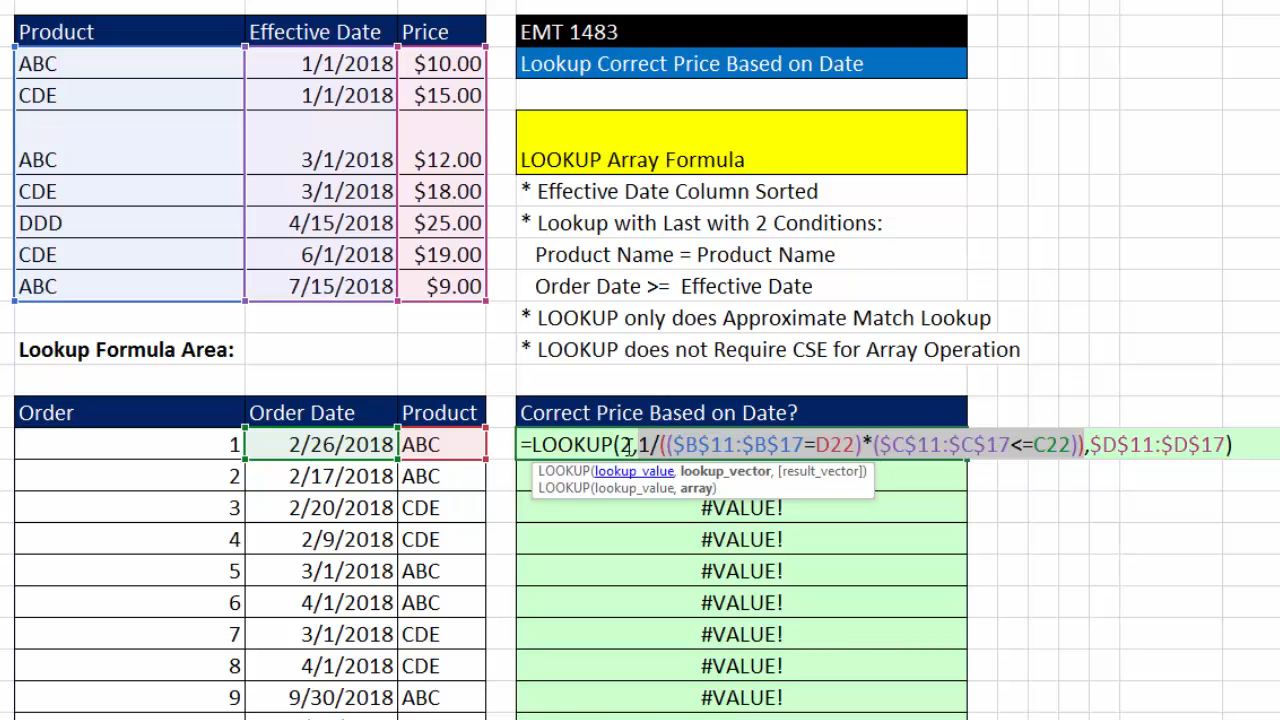 Product Effective Date Price EMT 1483
ABC 1/1/2018 $10.00 Lookup Correct Price Based on Date
CDE 1/1/2018 $15.00
ABC 3/1/2018 $12.00 LOOKUP Array Formula
CDE 3/1/2018 $18.00 * Effective Date Column Sorted
DDD 4/15/2018 $25.00 * Lookup with Last with 2 Conditions:
CDE 6/1/2018 $19.00 Product Name = Product Name
ABC 7/15/2018 $9.00 Order Date >= Effective Date
* LOOKUP only does Approximate Match Lookup
Lookup Formula Area: * LOOKUP does not Require CSE for Array Operation
Order Order Date Product Correct Price Based on Date?
1 2/26/2018 ABC =LOOKUP(2,1/(($B$11:$B$17=D22)*($C$11:$C$17<=C22)),$D$11:$D$17)
LOOKUP(lookup_value, lookup_vector, [result_vector])
2 2/17/2018 ABC LOOKUP(lookup_value, array)
3 2/20/2018 CDE #VALUE!
4 2/9/2018 CDE #VALUE!
5 3/1/2018 ABC #VALUE!
6 4/1/2018 ABC #VALUE!
7 3/1/2018 CDE #VALUE!
8 4/1/2018 CDE #VALUE!
9 9/30/2018 ABC #VALUE!